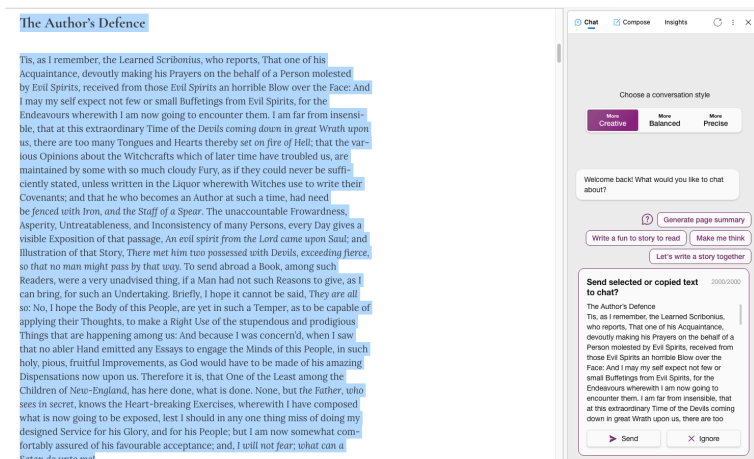 The Author's Defence
Tis, as I remember, the Learned Scribonius, who reports, That one of his
Acquaintance, devoutly making his Prayers on the behalf of a Person molested
by Evil Spirits, received from those Evil Spirits an horrible Blow over the Face: And
I may my self expect not few or small Buffetings from Evil Spirits, for the
Endeavours wherewith I am now going to encounter them. I am far from insensi-
ble, that at this extraordinary Time of the Devils coming down in great Wrath upon
us, there are too many Tongues and Hearts thereby set on fire of Hell; that the var-
ious Opinions about the Witchcrafts which of later time have troubled us, are
maintained by some with so much cloudy Fury, as if they could never be suffi-
ciently stated, unless written in the Liquor wherewith Witches use to write their
Covenants; and that he who becomes an Author at such a time, had need
be fenced with Iron, and the Staff of a Spear. The unaccountable Frowardness,
Asperity, Untreateableness, and Inconsistency of many Persons, every Day gives a
visible Exposition of that passage, An evil spirit from the Lord came upon Saul; and
Illustration of that Story, There met him two possessed with Devils, exceeding fierce,
so that no man might pass by that way. To send abroad a Book, among such
Readers, were a very unadvised thing, if a Man had not such Reasons to give, as I
can bring, for such an Undertaking. Briefly, I hope it cannot be said, They are all
so: No, I hope the Body of this People, are yet in such a Temper, as to be capable of
applying their Thoughts, to make a Right Use of the stupendous and prodigious
Things that are happening among us: And because I was concern'd, when I saw
that no abler Hand emitted any Essays to engage the Minds of this People, in such
holy, pious, fruitful Improvements, as God would have to be made of his amazing
Dispensations now upon us. Therefore it is, that One of the Least among the
Children of New-England, has here done, what is done. None, but the Father, who
sees in secret, knows the Heart-breaking Exercises, wherewith I have composed
what is now going to be exposed, lest I should in any one thing miss of doing my
designed Service for his Glory, and for his People; but I am now somewhat com-
fortably assured of his favourable acceptance; and, I will not fear; what can a
Satan do unto me!
Chat Compose Insights
Choose a conversation style
More Creative
More Balanced
More Precise
Welcome back! What would you like to chat
about?
Generate page summary
Write a fun to story to read Make me think
Let's write a story together
Send selected or copied text 2000/2000
to chat?
The Author's Defence
Tis, as I remember, the Learned Scribonius,
who reports, That one of his Acquaintance,
devoutly making his Prayers on the behalf of a
Person molested by Evil Spirits, received from
those Evil Spirits an horrible Blow over the
Face: And I may my self expect not few or
small Buffetings from Evil Spirits, for the
Endeavours wherewith I am now going to
encounter them. I am far from insensible, that
at this extraordinary Time of the Devils coming
down in great Wrath upon us, there are too
Send Ignore